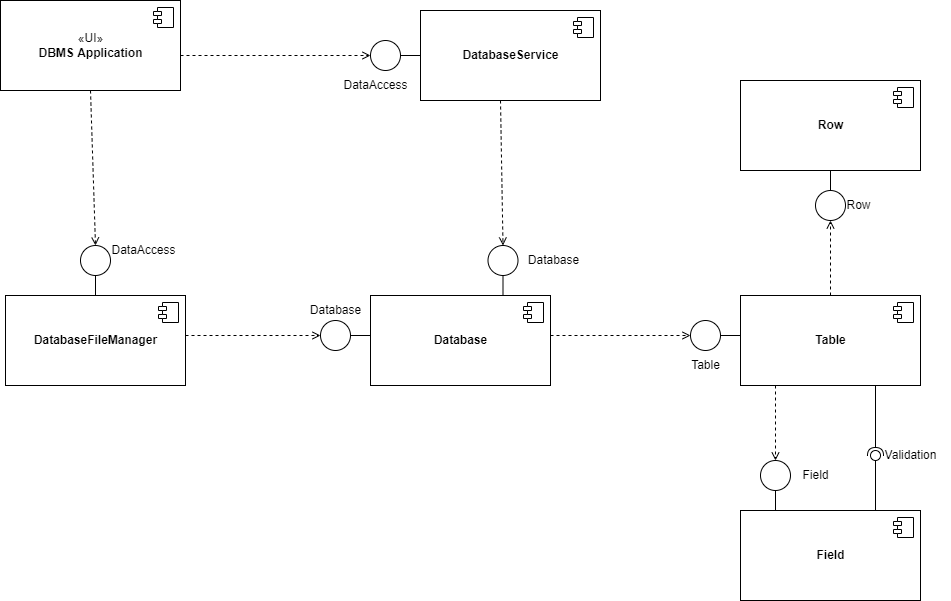 «UI»
DBMS Application
DatabaseService
DataAccess
Row
Row
DataAccess
Database
Database
DatabaseFileManager
Database
Table
Table
Validation
Field
Field